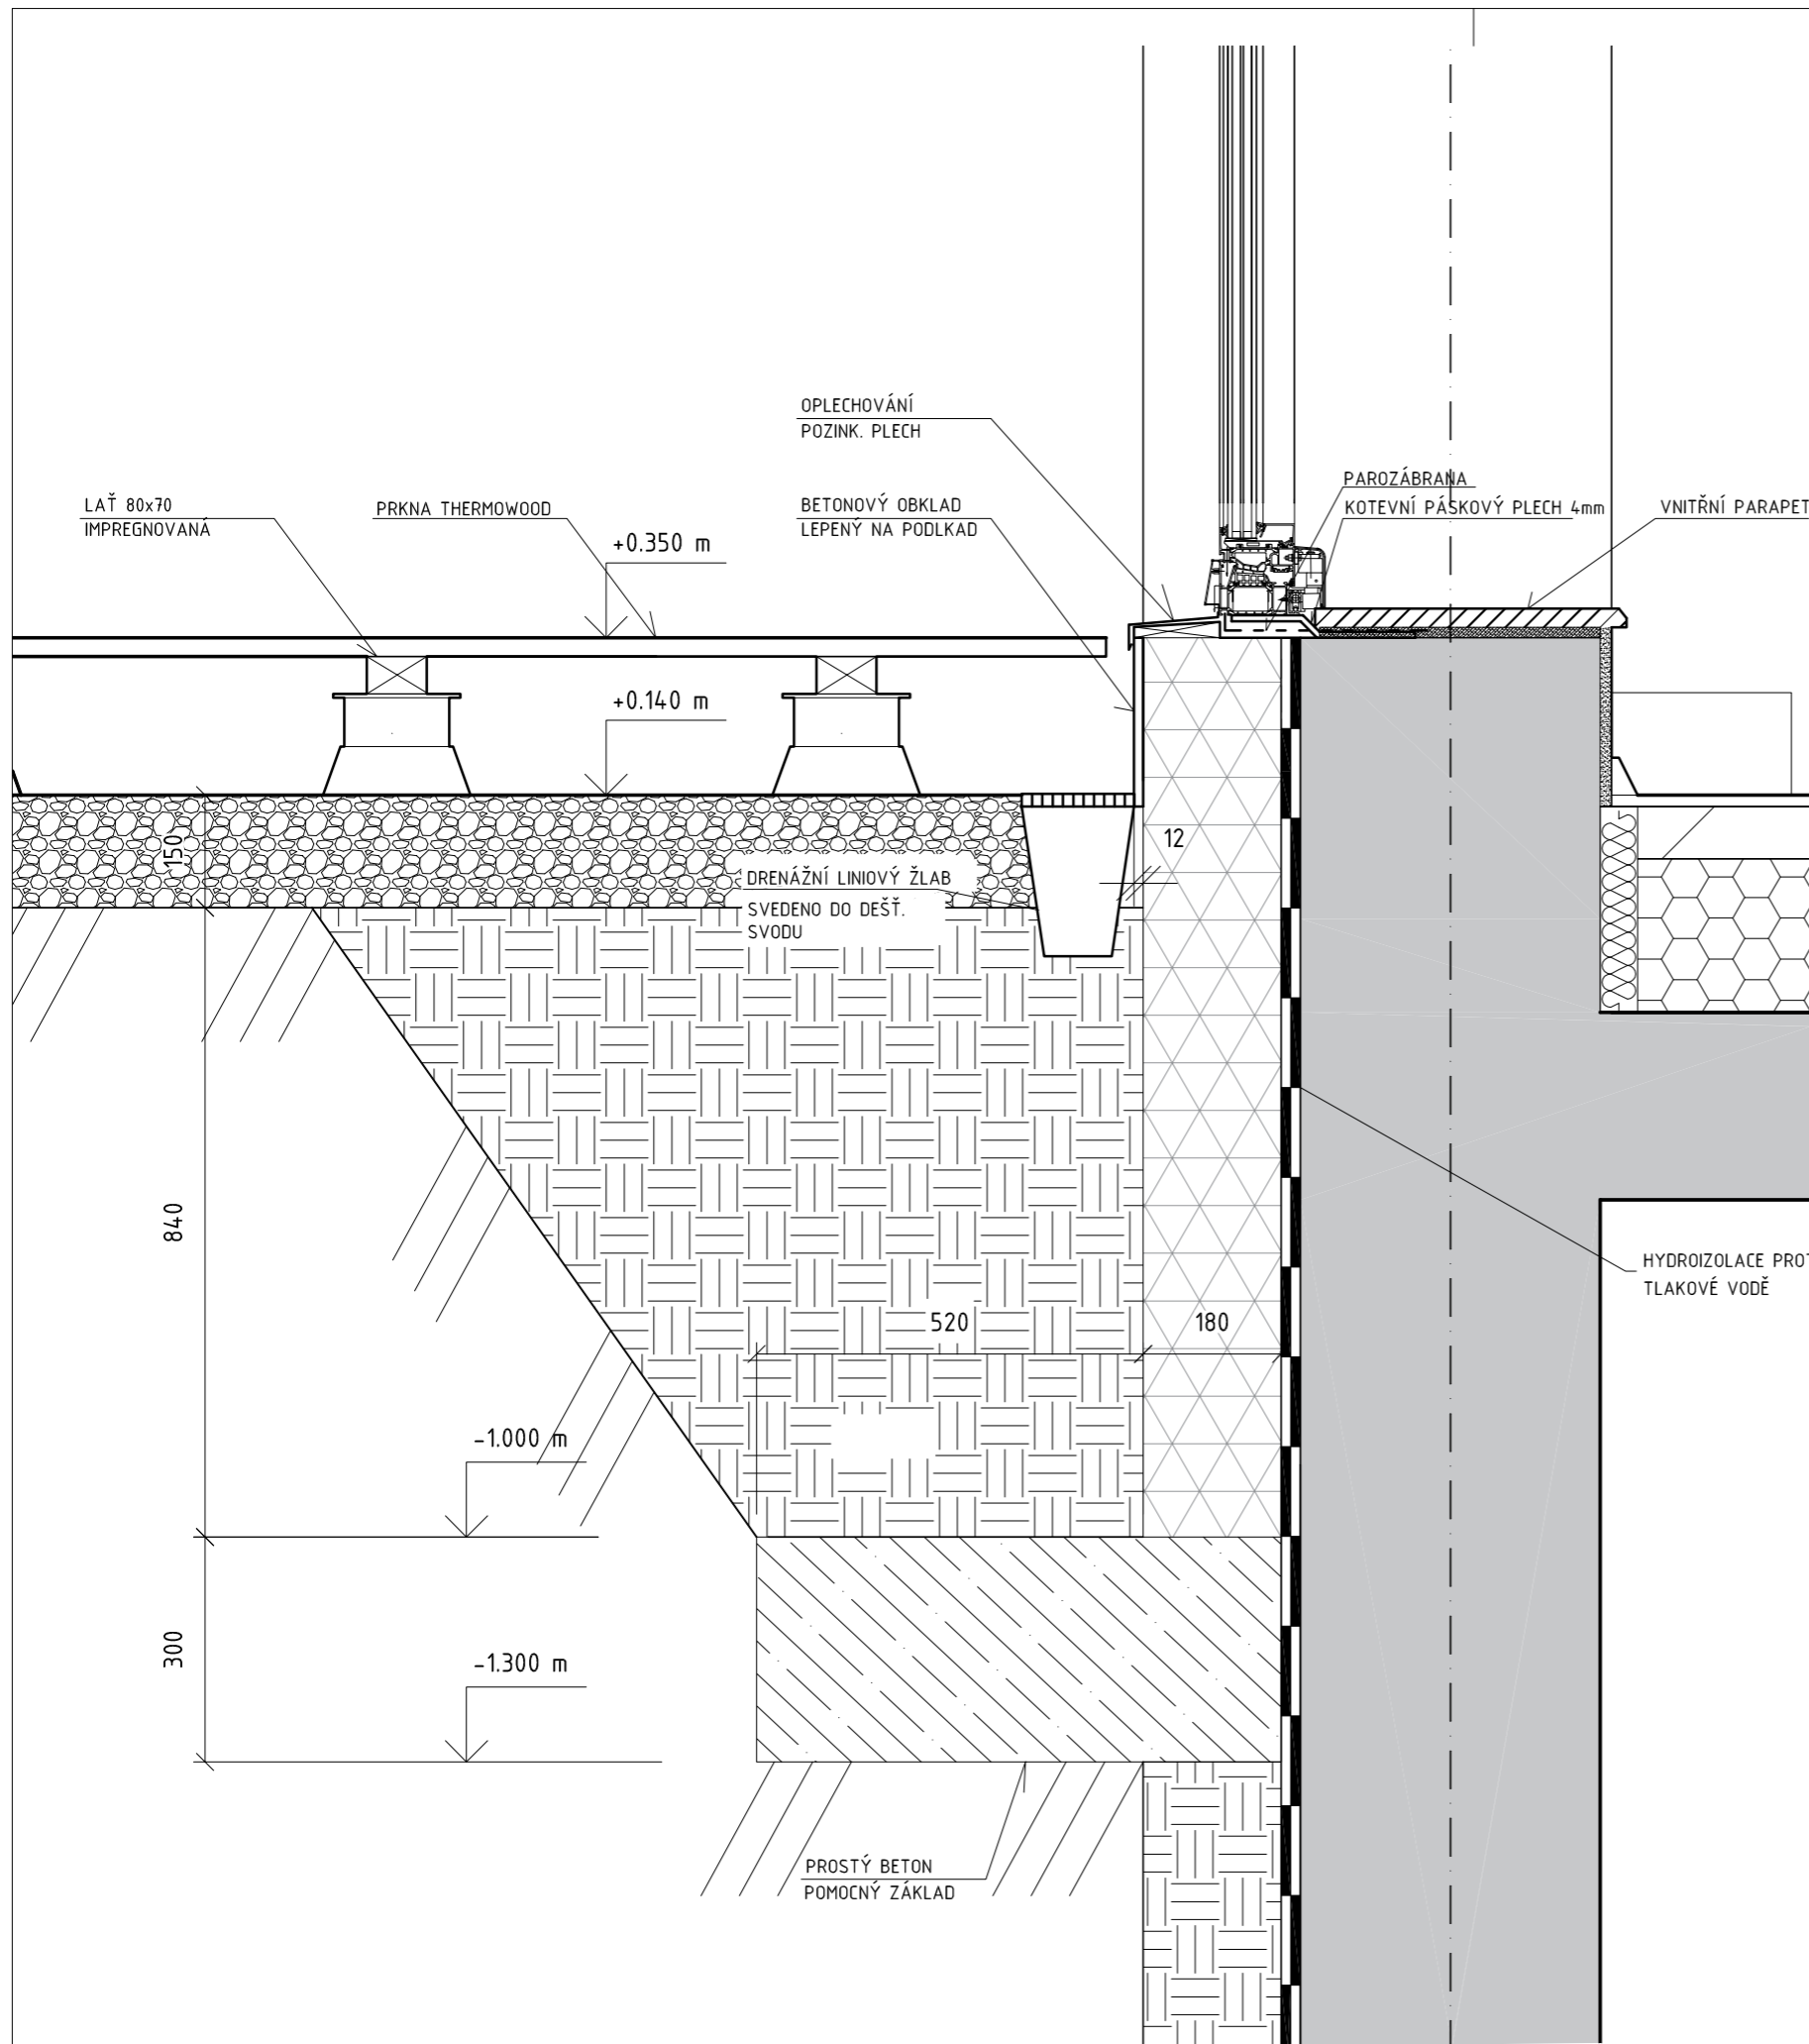 OPLECHOVÁNÍ
POZINK. PLECH
LAŤ 80x70
IMPREGNOVANÁ
PRKNA THERMOWOOD
BETONOVÝ OBKLAD
LEPENÝ NA PODLKAD
PAROZÁBRANA
KOTEVNÍ PÁSKOVÝ PLECH 4mm
VNITŘNÍ PARAPET
+0.350 m
+0.140 m
150
12
DRENÁŽNÍ LINIOVÝ ŽLAB
SVEDENO DO DEŠŤ.
SVODU
840
HYDROIZOLACE PROT
TLAKOVÉ VODĚ
520
180
-1.000 m
300
-1.300 m
PROSTÝ BETON
POMOCNÝ ZÁKLAD